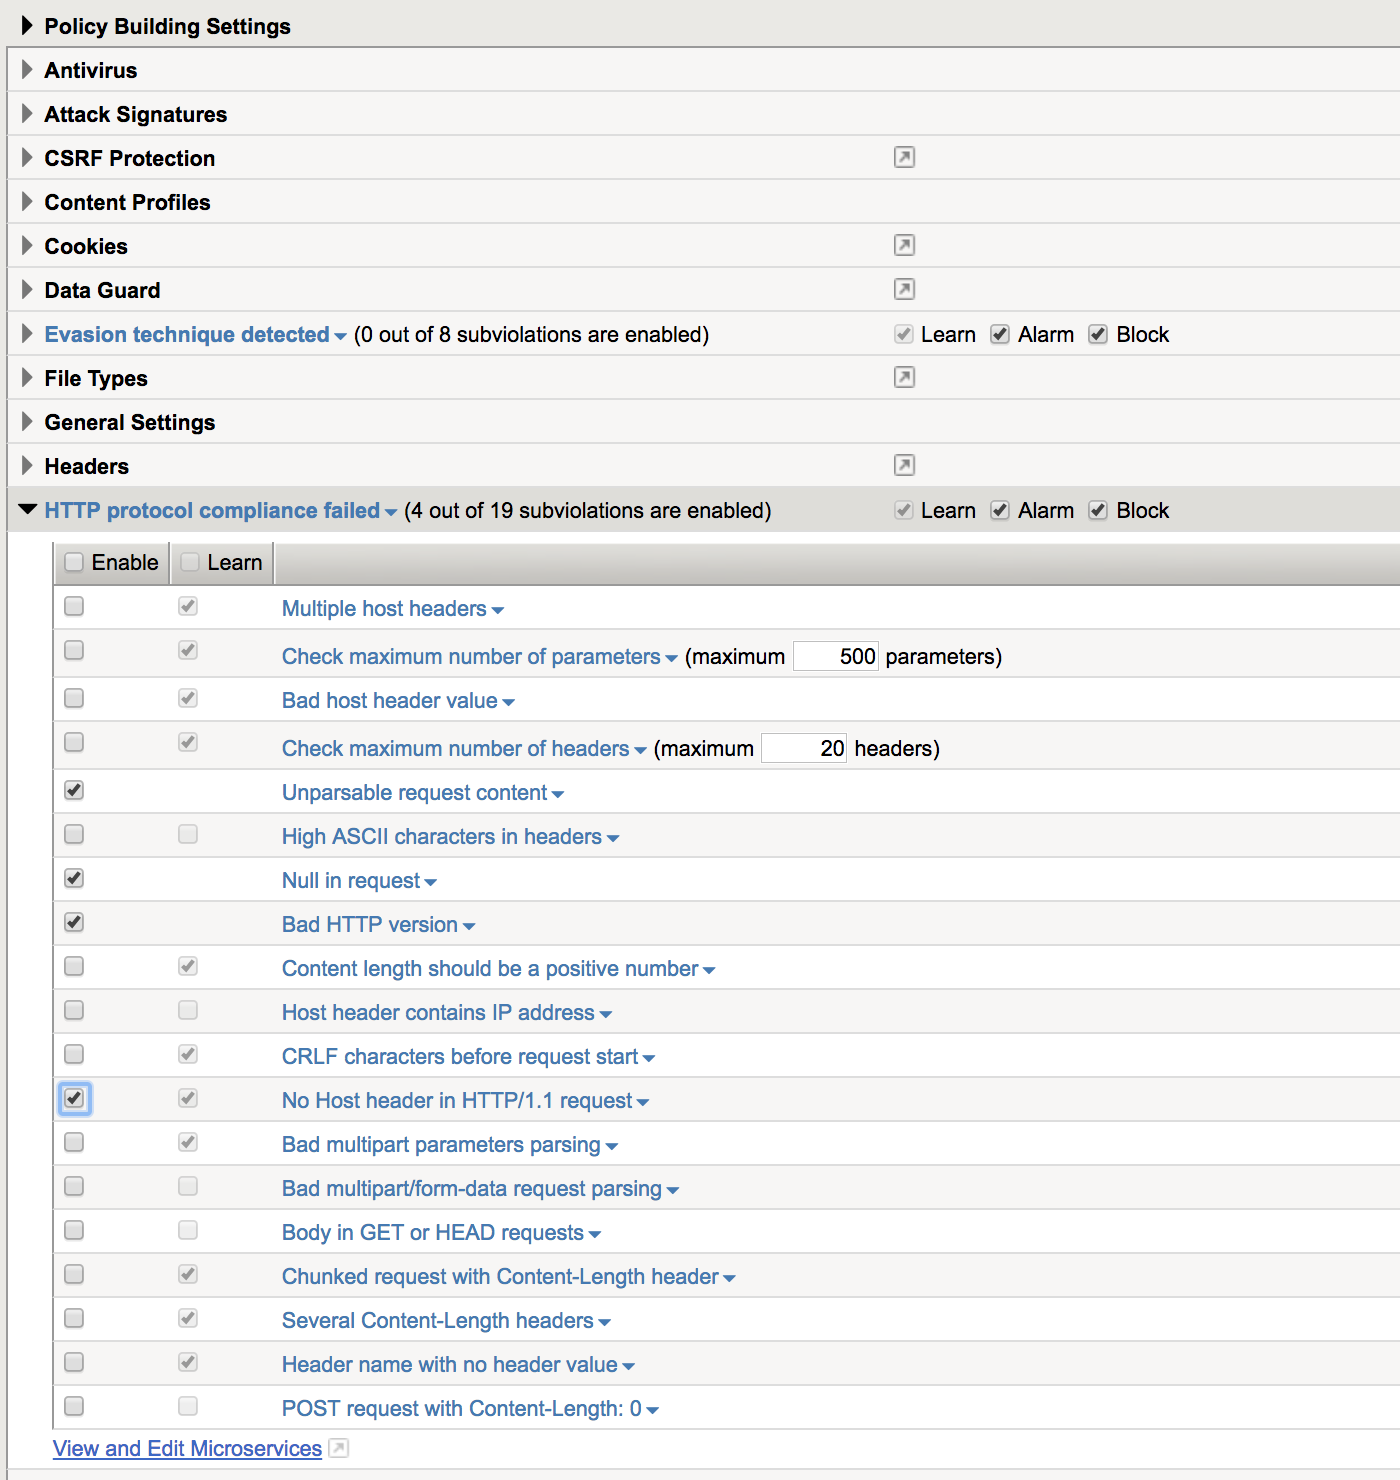 Policy Building Settings
Antivirus
Attack Signatures
CSRF Protection
Content Profiles
Cookies
Data Guard
Evasion technique detected (0 out of 8 subviolations are enabled) Learn Alarm Block
File Types
General Settings
Headers
HTTP protocol compliance failed (4 out of 19 subviolations are enabled) Learn Alarm Block
Enable Learn
Multiple host headers
Check maximum number of parameters (maximum 500 parameters)
Bad host header value
Check maximum number of headers (maximum 20 headers)
Unparsable request content
High ASCII characters in headers
Null in request
Bad HTTP version
Content length should be a positive number
Host header contains IP address
CRLF characters before request start
No Host header in HTTP/1.1 request
Bad multipart parameters parsing
Bad multipart/form-data request parsing
Body in GET or HEAD requests
Chunked request with Content-Length header
Several Content-Length headers
Header name with no header value
POST request with Content-Length: 0
View and Edit Microservices